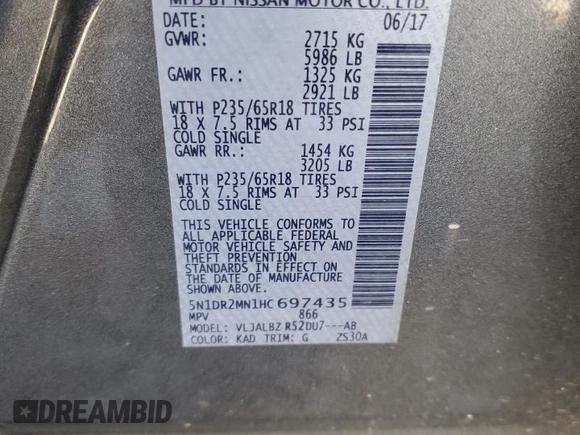 MFD BY NISSAN MOTOR CO., LTD.
DATE: 06/17
GVWR: 2715 KG
5986 LB
GAWR FR.: 1325 KG
2921 LB
WITH P235/65R18 TIRES
18 X 7.5 RIMS AT 33 PSI
COLD SINGLE
GAWR RR.: 1454 KG
3205 LB
WITH P235/65R18 TIRES
18 X 7.5 RIMS AT 33 PSI
COLD SINGLE
THIS VEHICLE CONFORMS TO
ALL APPLICABLE FEDERAL
MOTOR VEHICLE SAFETY AND
THEFT PREVENTION
STANDARDS IN EFFECT ON
THE DATE OF MANUFACTURE
SHOWN ABOVE.
5N1DR2MN1HC697435
MPV 866
MODEL: VLJALBZ R52DU7---AB
COLOR: KAD TRIM: G ZS30A
DREAMBID